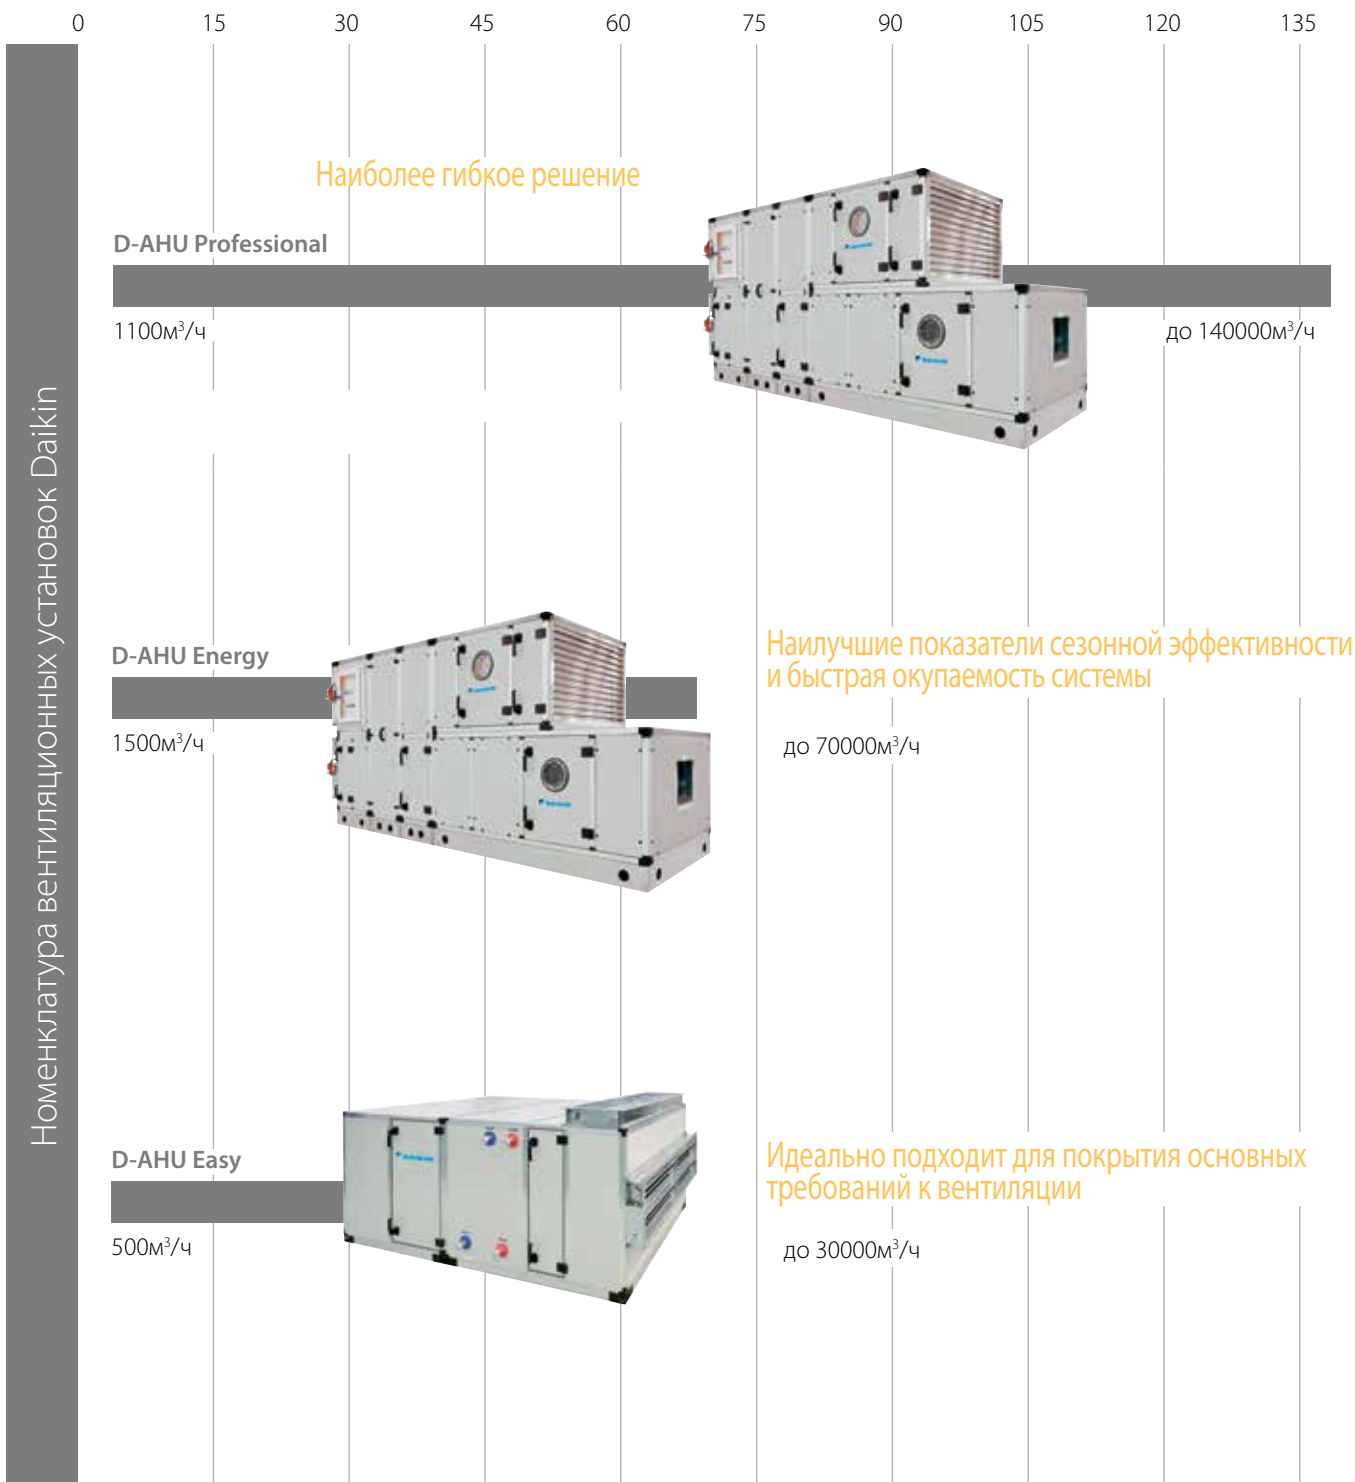 0 15 30 45 60 75 90 105 120 135
Номенклатура вентиляционных установок Daikin
Наиболее гибкое решение
D-AHU Professional
1100м³/ч
до 140000м³/ч
D-AHU Energy
Наилучшие показатели сезонной эффективности
и быстрая окупаемость системы
1500м³/ч
до 70000м³/ч
D-AHU Easy
Идеально подходит для покрытия основных
требований к вентиляции
500м³/ч
до 30000м³/ч